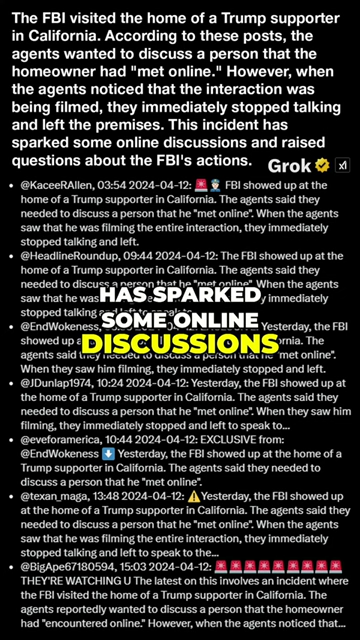 The FBI visited the home of a Trump supporter
in California. According to these posts, the
agents wanted to discuss a person that the
homeowner had "met online." However, when
the agents noticed that the interaction was
being filmed, they immediately stopped talking
and left the premises. This incident has
sparked some online discussions and raised
questions about the FBI's actions.
Grok
xI
• @KaceeRAllen, 03:54 2024-04-12: 🚨👮🏻 FBI showed up at the
home of a Trump supporter in California. The agents said they
needed to discuss a person that he "met online". When the agents
saw that he was filming the entire interaction, they immediately
stopped talking and left.
• @HeadlineRoundup, 09:44 2024-04-12: The FBI showed up at the
home of a Trump supporter in California. The agents said they
needed to discuss a person that he "met online". When the agents
saw that he was
HAS SPARKED
SOME ONLINE
DISCUSSIONS
• @EndWokeness,
Yesterday, the
FBI showed up a
The
agents said they needed to discuss a person that he "met online".
When they saw him filming, they immediately stopped talking and left.
• @JDunlap1974, 10:24 2024-04-12: Yesterday, the FBI showed up at
the home of a Trump supporter in California. The agents said they
needed to discuss a person that he "met online". When they saw him
filming, they immediately stopped talking and left to speak to...
• @eveforamerica, 10:44 2024-04-12: EXCLUSIVE from:
@EndWokeness ⬇️ Yesterday, the FBI showed up at the home of a
Trump supporter in California. The agents said they needed to
discuss a person that he "met online".
• @texan_maga, 13:48 2024-04-12: ⚠️Yesterday, the FBI showed up
at the home of a Trump supporter in California. The agents said they
needed to discuss a person that he "met online". When the agents
saw that he was filming the entire interaction, they immediately
stopped talking and left to speak to the...
• @BigApe67180594, 15:03 2024-04-12: 🚨🚨🚨🚨🚨🚨🚨🚨🚨
THEY'RE WATCHING U The latest on this involves an incident where
the FBI visited the home of a Trump supporter in California. The
agents reportedly wanted to discuss a person that the homeowner
had "encountered online". However, when the agents noticed that...